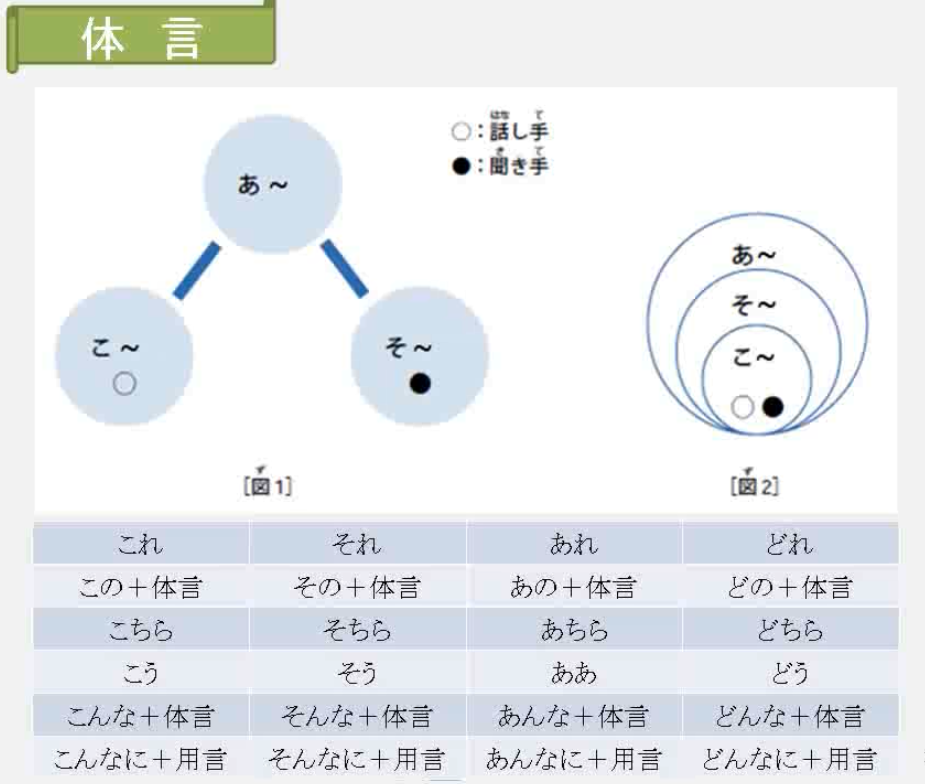 体言
あ～
○：話し手
●：聞き手
こ～
そ～
[図1]
あ～
そ～
こ～
[図2]
これ それ あれ どれ
この＋体言 その＋体言 あの＋体言 どの＋体言
こちら そちら あちら どちら
こう そう ああ どう
こんな＋体言 そんな＋体言 あんな＋体言 どんな＋体言
こんなに＋用言 そんなに＋用言 あんなに＋用言 どんなに＋用言